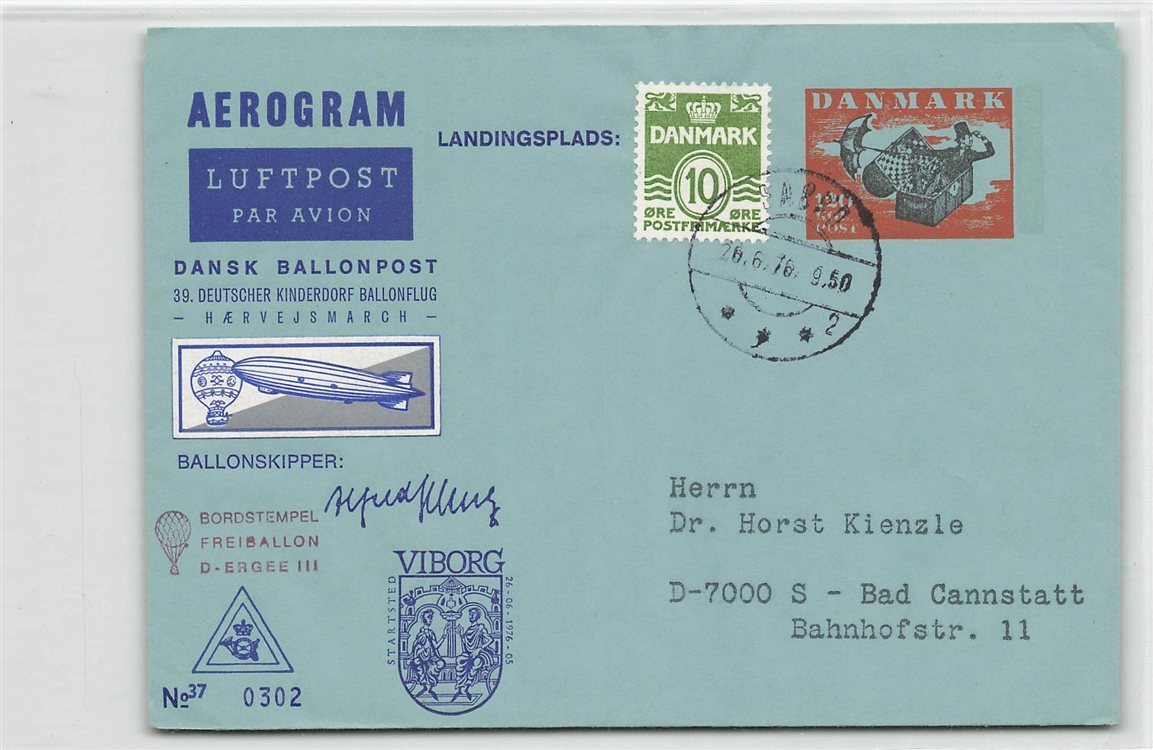 AEROGRAM
LUFTPOST
PAR AVION
DANSK BALLONPOST
39. DEUTSCHER KINDERDORF BALLONFLUG
- HÆRVEJSMARCH -
LANDINGSPLADS:
DANMARK
10
ØRE ØRE
POSTFRIMÆRKE
DANMARK
POST
26.6.76. 9.50
2
BALLONSKIPPER:
BORDSTEMPEL
FREIBALLON
D-ERGEE III
VIBORG
STARTSTED
26-06-1976-05
Nº37 0302
Herrn
Dr. Horst Kienzle
D-7000 S - Bad Cannstatt
Bahnhofstr. 11